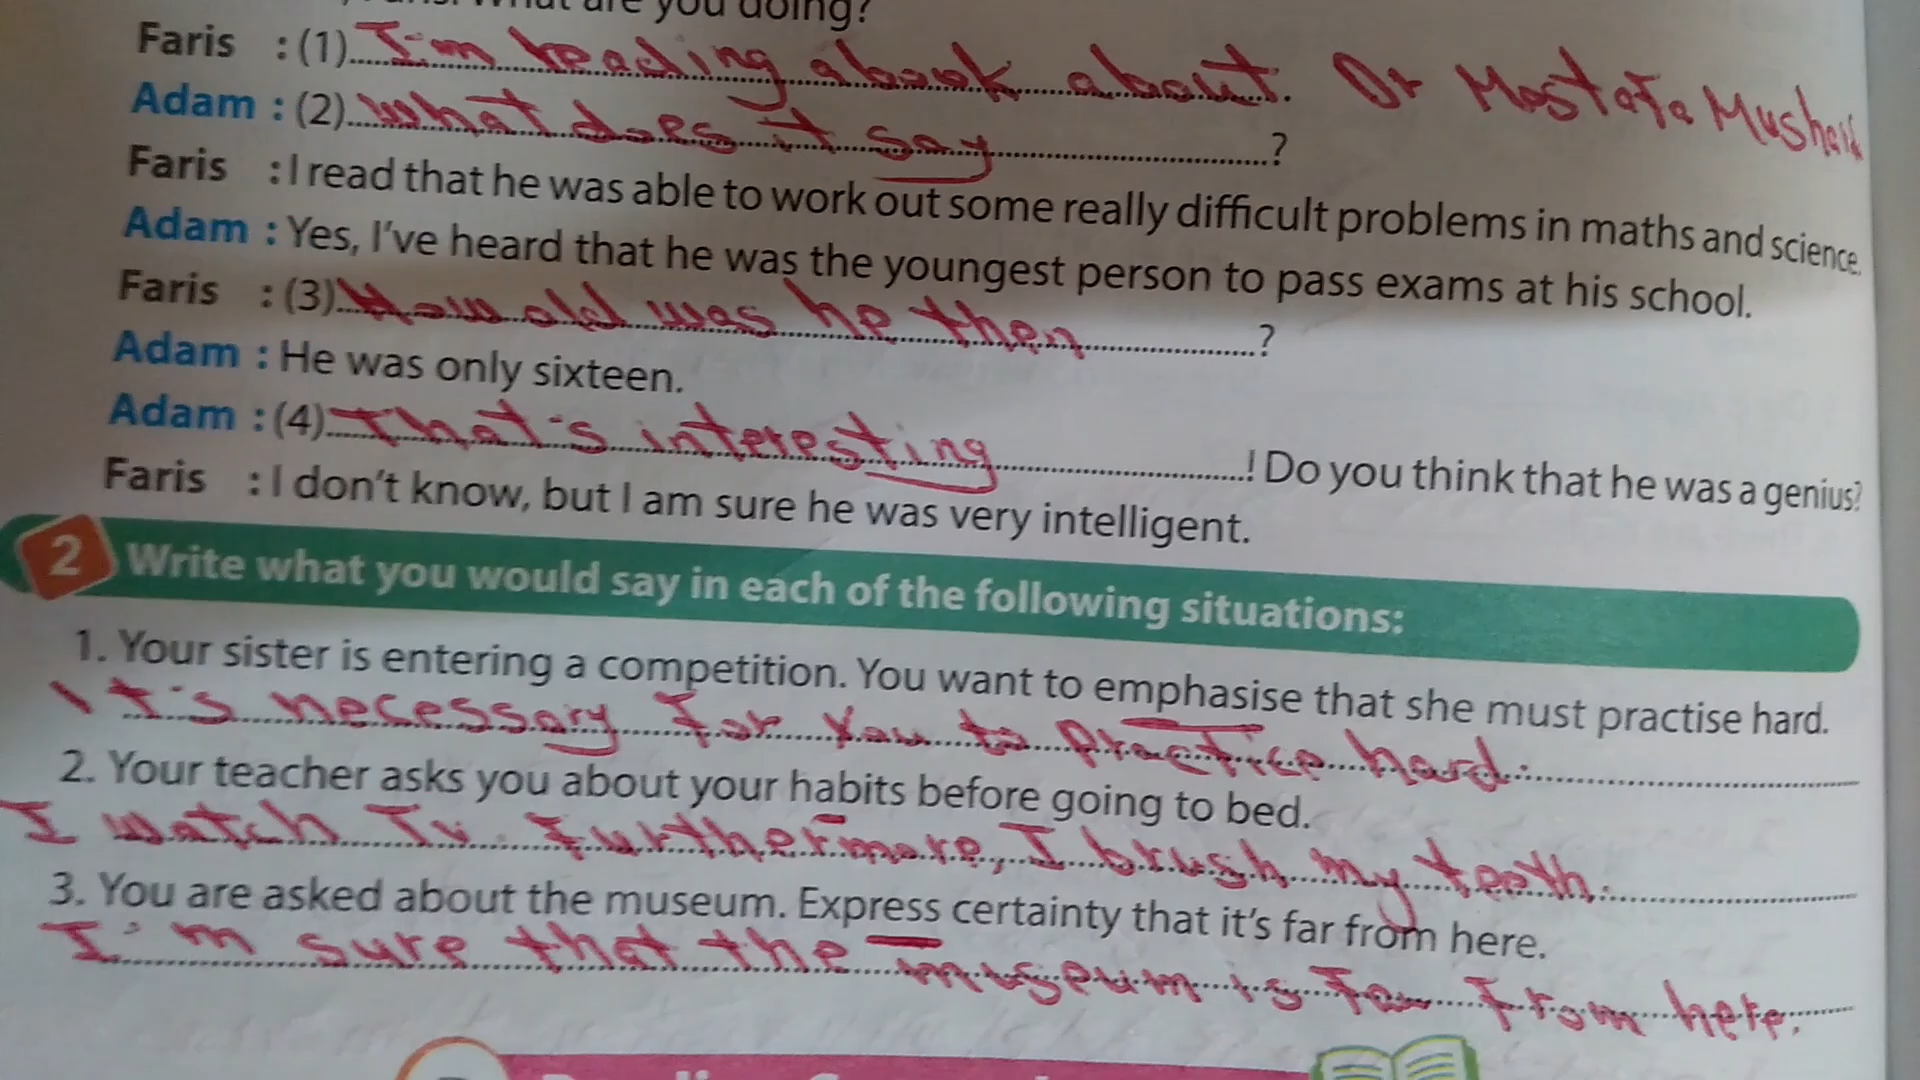 What are you doing?
Faris : (1) I'm reading a book about. Dr Mostafa Mushad
Adam : (2) what does it say ?
Faris : I read that he was able to work out some really difficult problems in maths and science.
Adam : Yes, I've heard that he was the youngest person to pass exams at his school.
Faris : (3) How old was he then ?
Adam : He was only sixteen.
Adam : (4) that's interesting ! Do you think that he was a genius?
Faris : I don't know, but I am sure he was very intelligent.
2 Write what you would say in each of the following situations:
1. Your sister is entering a competition. You want to emphasise that she must practise hard.
It's necessary for you to practice hard.
2. Your teacher asks you about your habits before going to bed.
I watch Tv. Furthermore, I brush my teeth.
3. You are asked about the museum. Express certainty that it's far from here.
I'm sure that the museum is far from here.